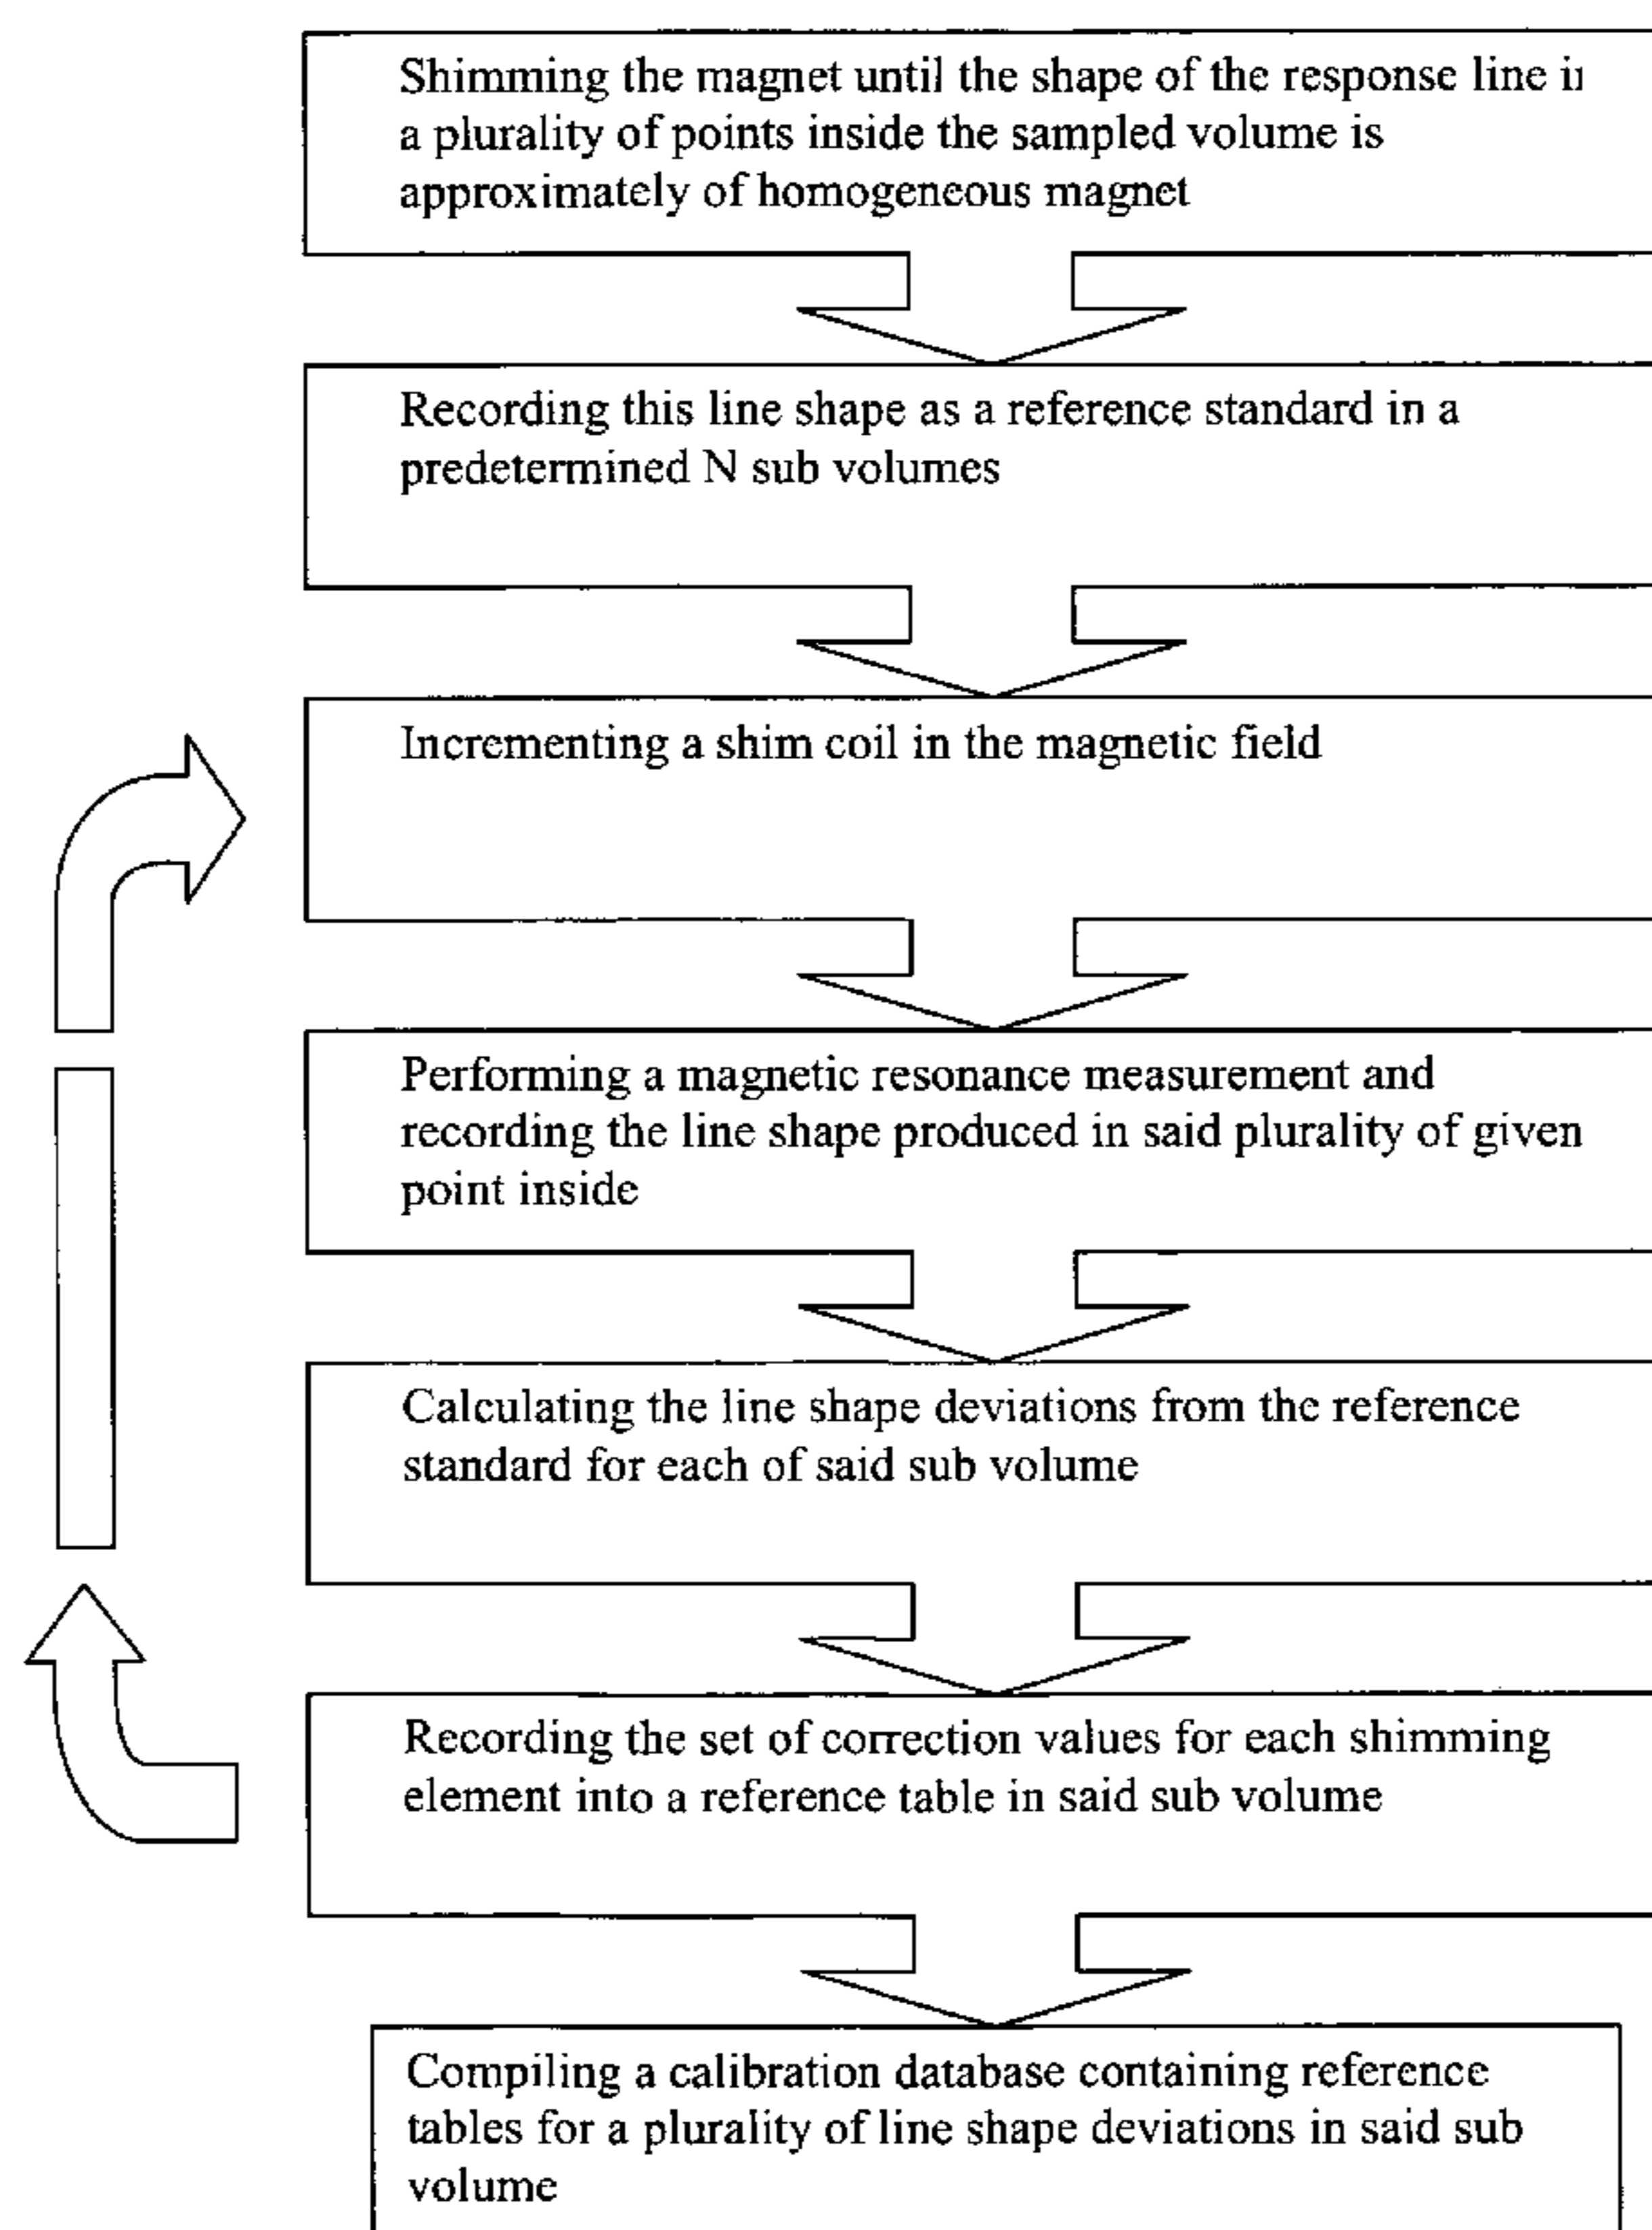 Shimming the magnet until the shape of the response line
a plurality of points inside the sampled volume is
approximately of homogeneous magnet
Recording this line shape as a reference standard in a
predetermined N sub volumes
Incrementing a shim coil in the magnetic field
Performing a magnetic resonance measurement and
recording the line shape produced in said plurality of given
point inside
Calculating the line shape deviations from the reference
standard for each of said sub volume
Recording the set of correction values for each shimming
element into a reference table in said sub volume
Compiling a calibration database containing reference
tables for a plurality of line shape deviations in said sub
volume